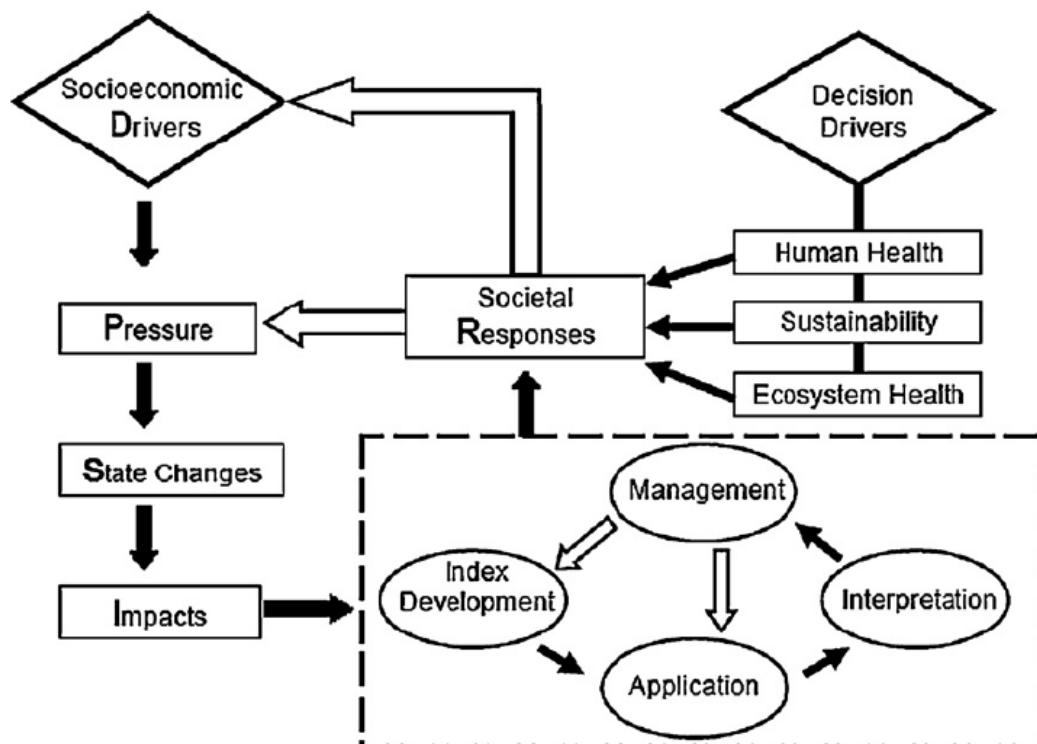 Socioeconomic
Drivers
Decision
Drivers
Human Health
Societal
Responses
Sustainability
Pressure
Ecosystem Health
State Changes
Management
Index
Development
Interpretation
Impacts
Application